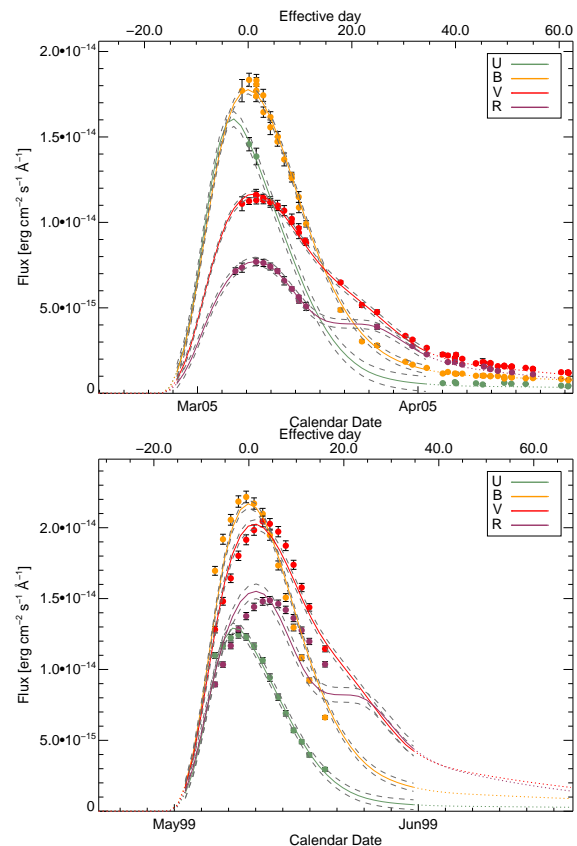 Effective day
−20.0 0.0 20.0 40.0 60.0
2.0•10−14
1.5•10−14
1.0•10−14
5.0•10−15
0
Flux [erg cm−2 s−1 Å−1]
U
B
V
R
Mar05 Apr05
Calendar Date
Effective day
−20.0 0.0 20.0 40.0 60.0
2.0•10−14
1.5•10−14
1.0•10−14
5.0•10−15
0
Flux [erg cm−2 s−1 Å−1]
U
B
V
R
May99 Jun99
Calendar Date